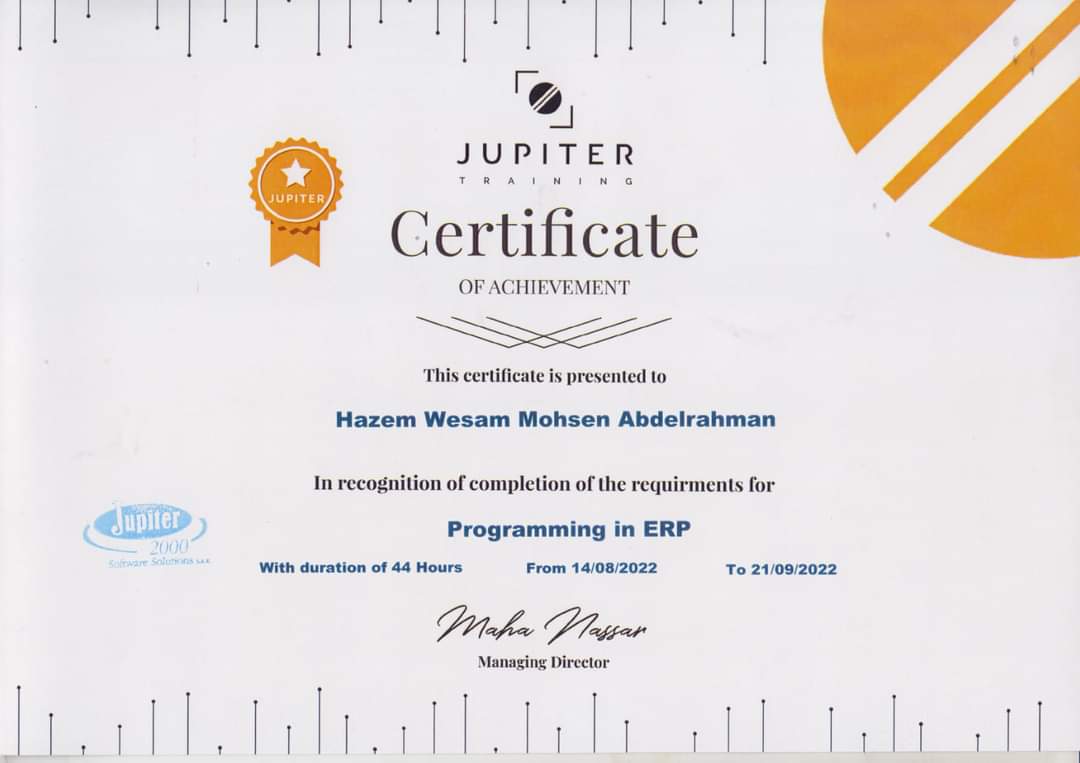 JUPITER
TRAINING
JUPITER
Certificate
OF ACHIEVEMENT
This certificate is presented to
Hazem Wesam Mohsen Abdelrahman
In recognition of completion of the requirments for
Programming in ERP
Jupiter
2000
Software Solutions S.A.E
With duration of 44 Hours From 14/08/2022 To 21/09/2022
Maha Nassar
Managing Director